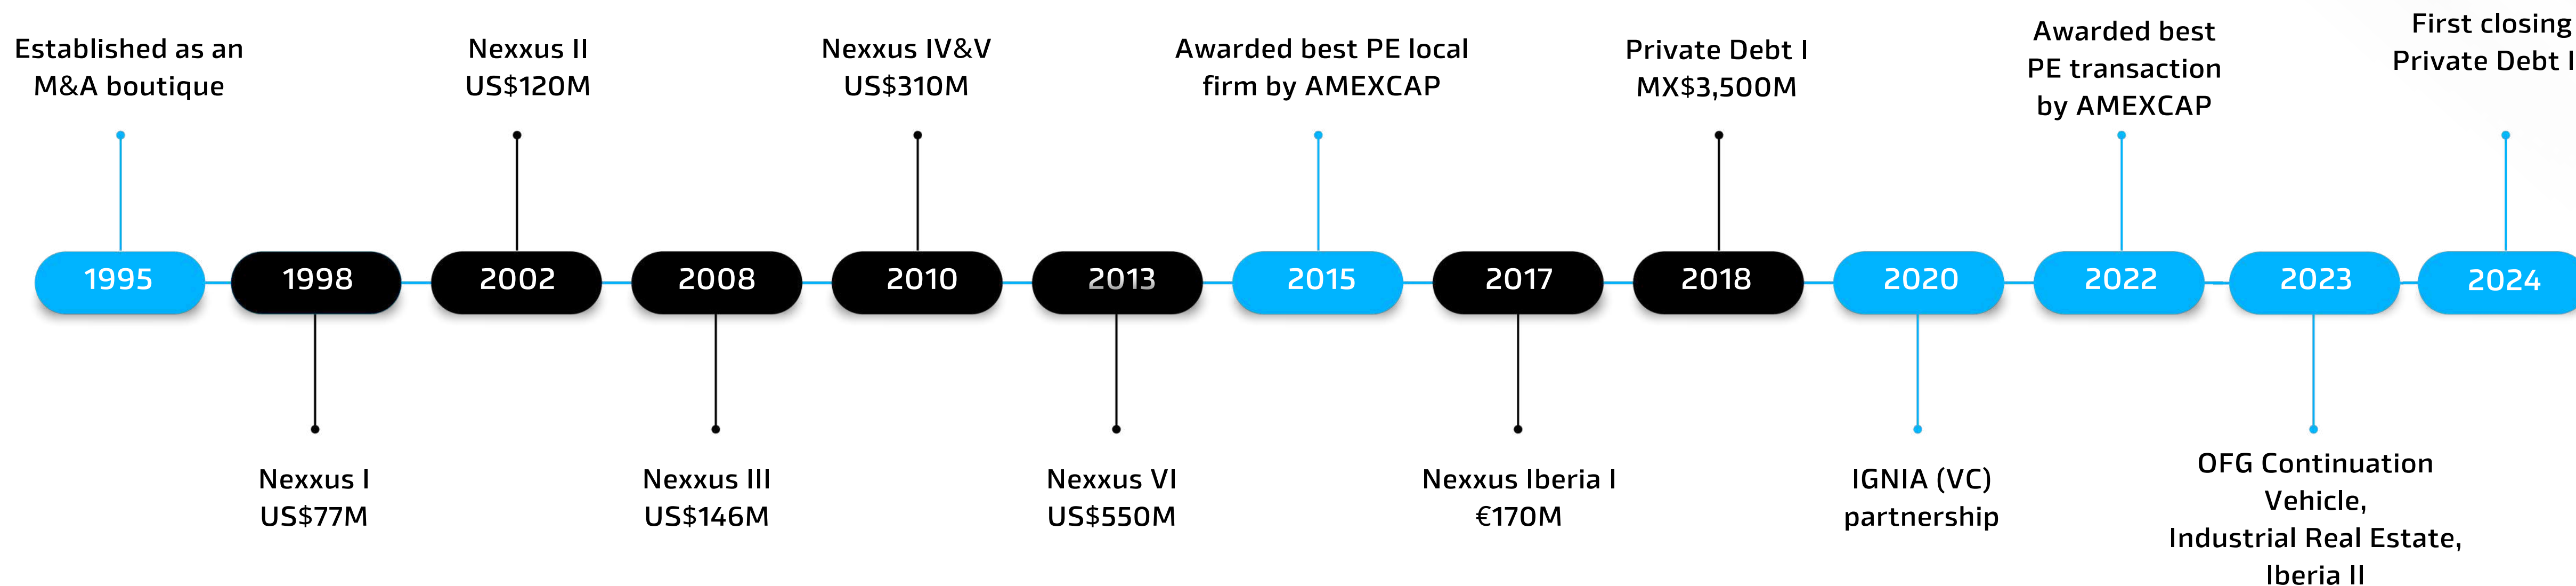 Established as an
M&A boutique
Nexxus II
US$120M
Nexxus IV&V
US$310M
Awarded best PE local
firm by AMEXCAP
Private Debt I
MX$3,500M
Awarded best
PE transaction
by AMEXCAP
First closing
Private Debt I
1995
1998
2002
2008
2010
2013
2015
2017
2018
2020
2022
2023
2024
Nexxus I
US$77M
Nexxus III
US$146M
Nexxus VI
US$550M
Nexxus Iberia I
€170M
IGNIA (VC)
partnership
OFG Continuation
Vehicle,
Industrial Real Estate,
Iberia II